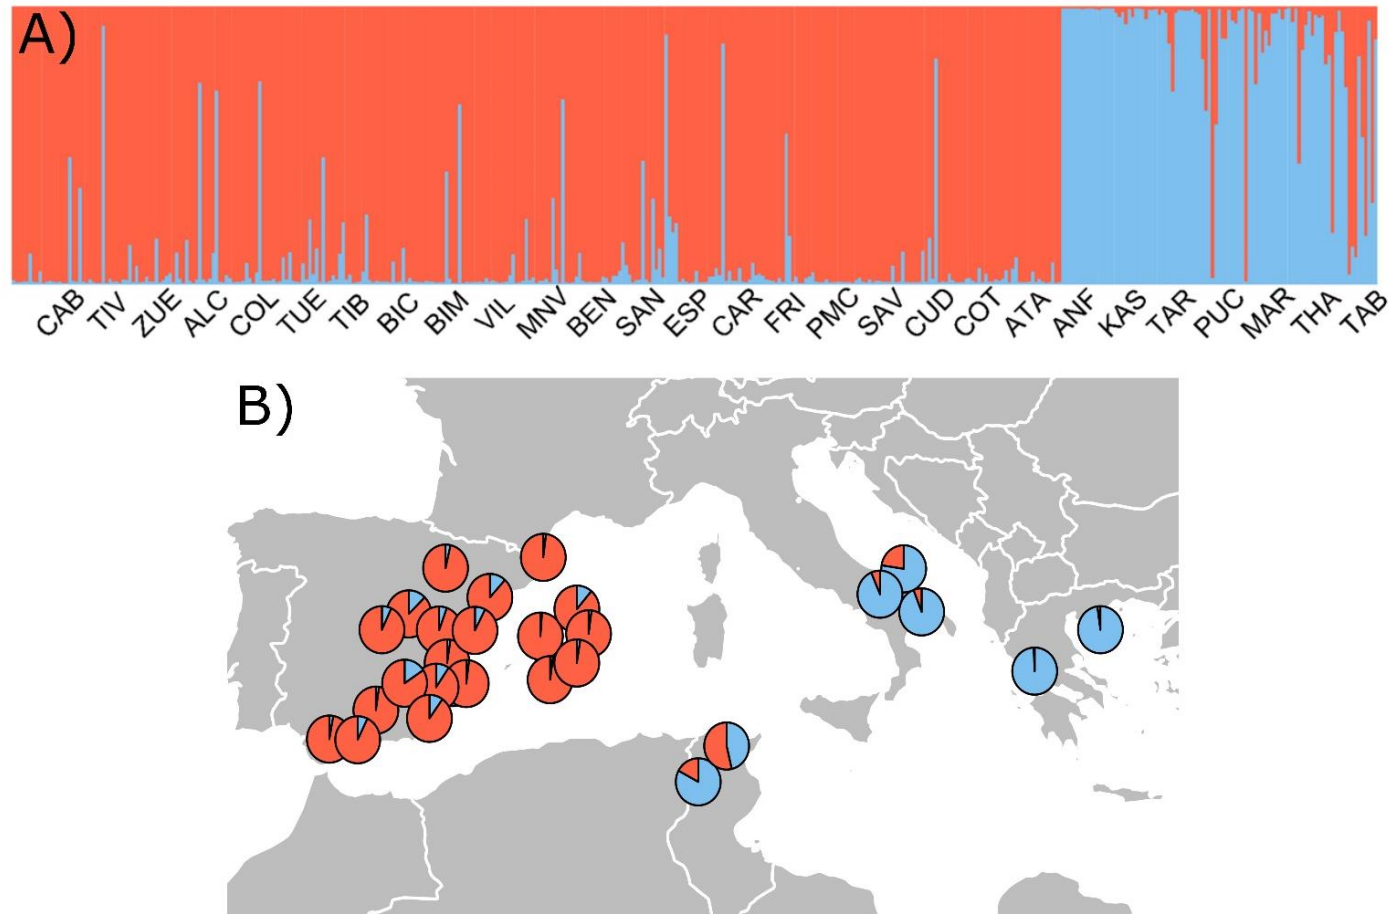 A)
CAB TIV ZUE ALC COL TUE TIB BIC BIM VIL MNV BEN SAN ESP CAR FRI PMC SAV CUD COT ATA ANF KAS TAR PUC MAR THA TAB
B)